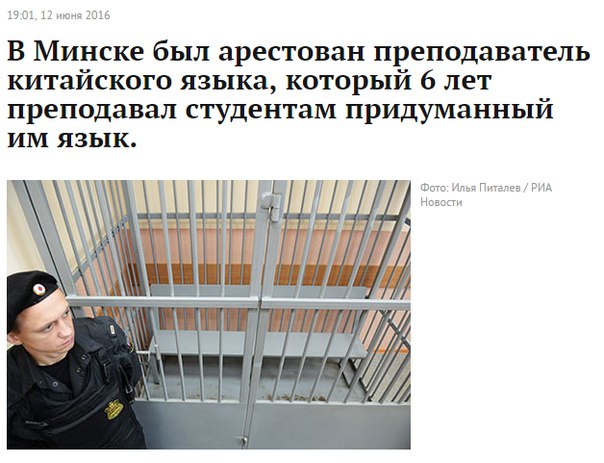 19:01, 12 июня 2016
В Минске был арестован преподаватель
китайского языка, который 6 лет
преподавал студентам придуманный
им язык.
Фото: Илья Питалев / РИА
Новости